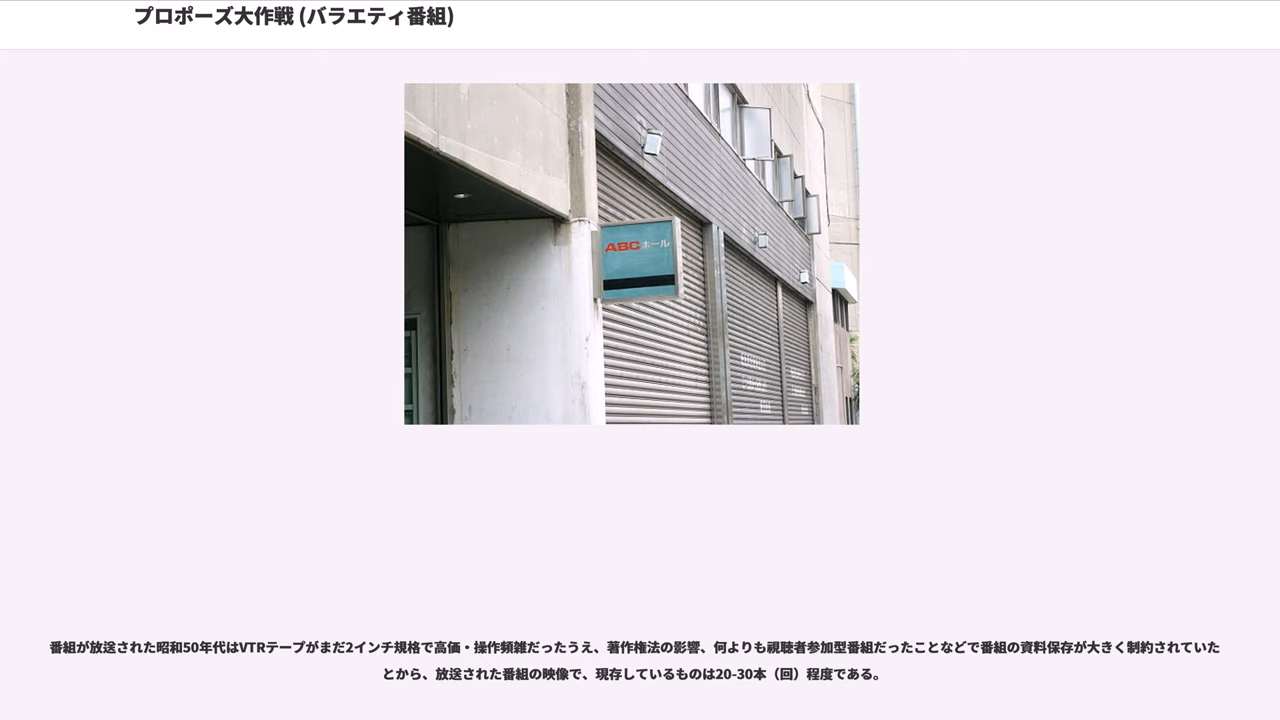 プロポーズ大作戦 (バラエティ番組)
ABCホール
番組が放送された昭和50年代はVTRテープがまだ2インチ規格で高価・操作頻雑だったうえ、著作権法の影響、何よりも視聴者参加型番組だったことなどで番組の資料保存が大きく制約されていた
とから、放送された番組の映像で、現存しているものは20-30本（回）程度である。